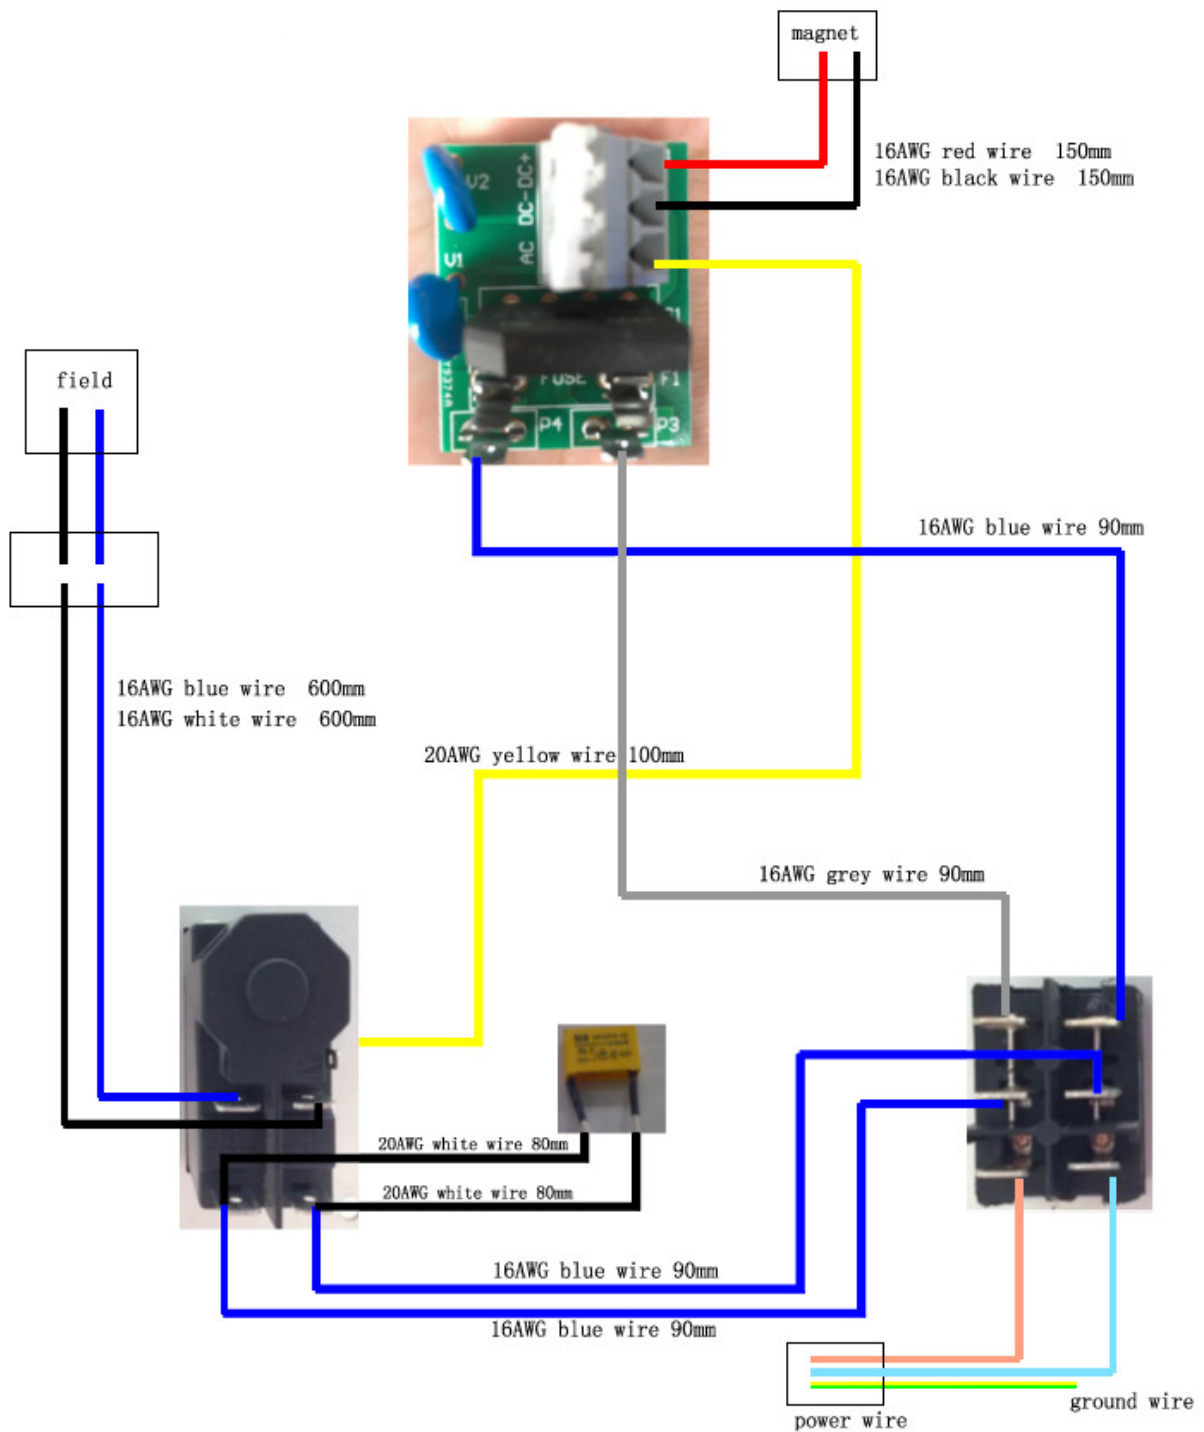 magnet
16AWG red wire 150mm
16AWG black wire 150mm
V2
DC-DC+
V1
AC
field
FUSE
F1
P4
P3
16AWG blue wire 90mm
16AWG blue wire 600mm
16AWG white wire 600mm
20AWG yellow wire 100mm
16AWG grey wire 90mm
20AWG white wire 80mm
20AWG white wire 80mm
16AWG blue wire 90mm
16AWG blue wire 90mm
ground wire
power wire